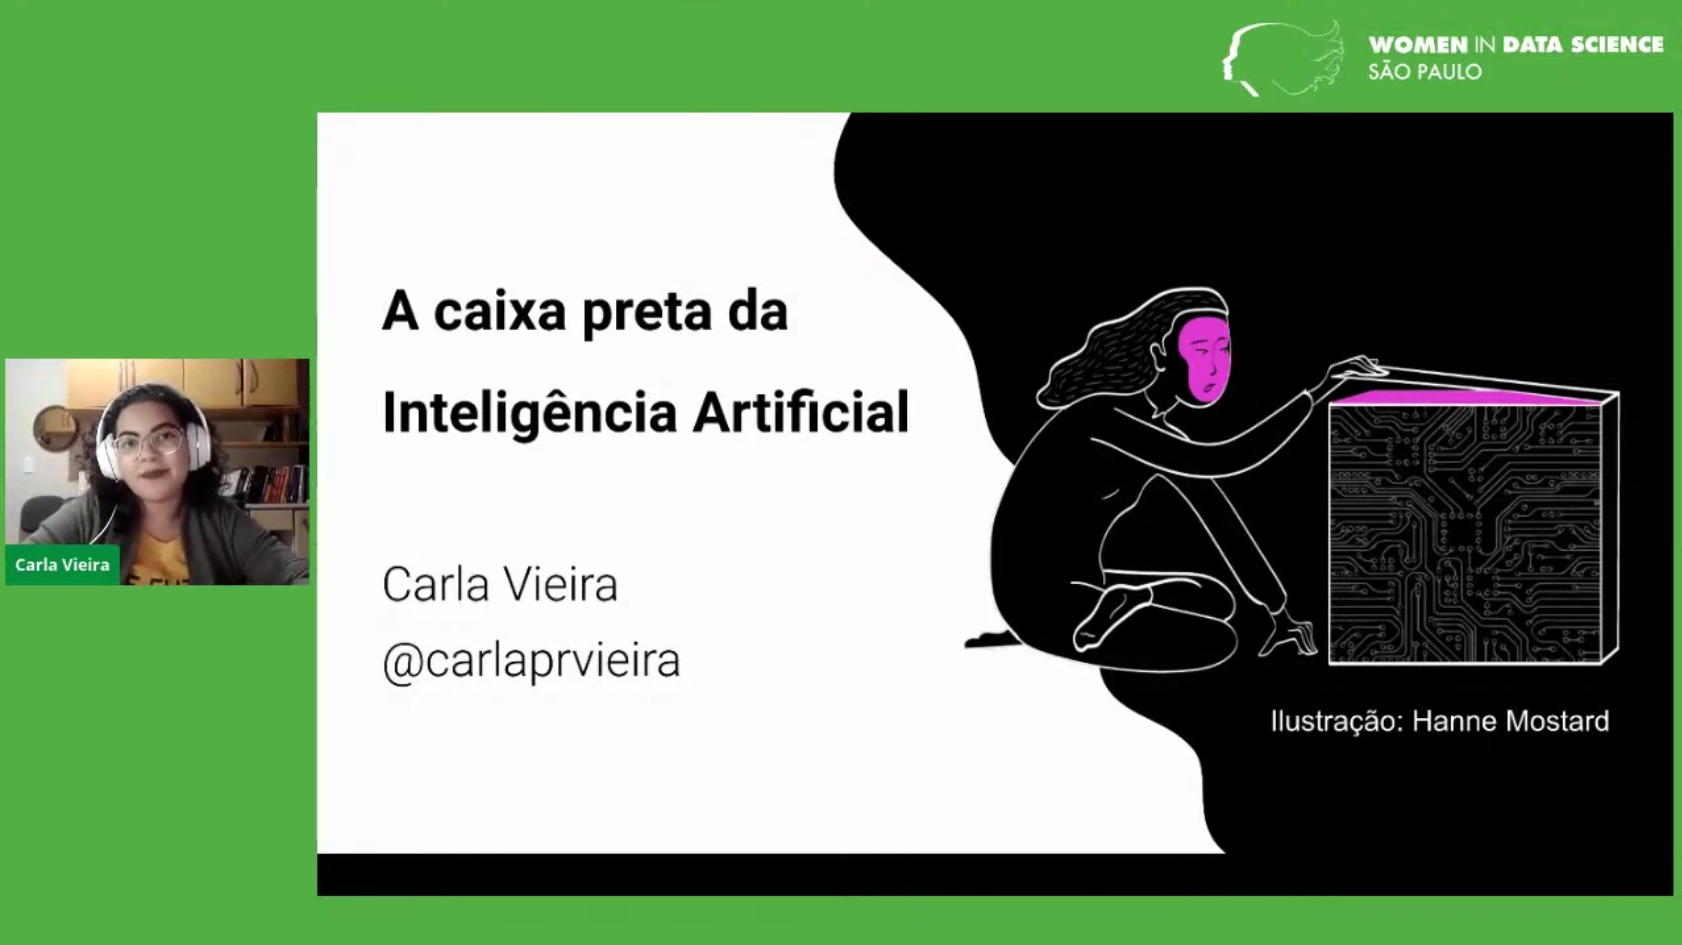 WOMEN IN DATA SCIENCE
SÃO PAULO
A caixa preta da
Inteligência Artificial
Carla Vieira
@carlaprvieira
Ilustração: Hanne Mostard
Carla Vieira